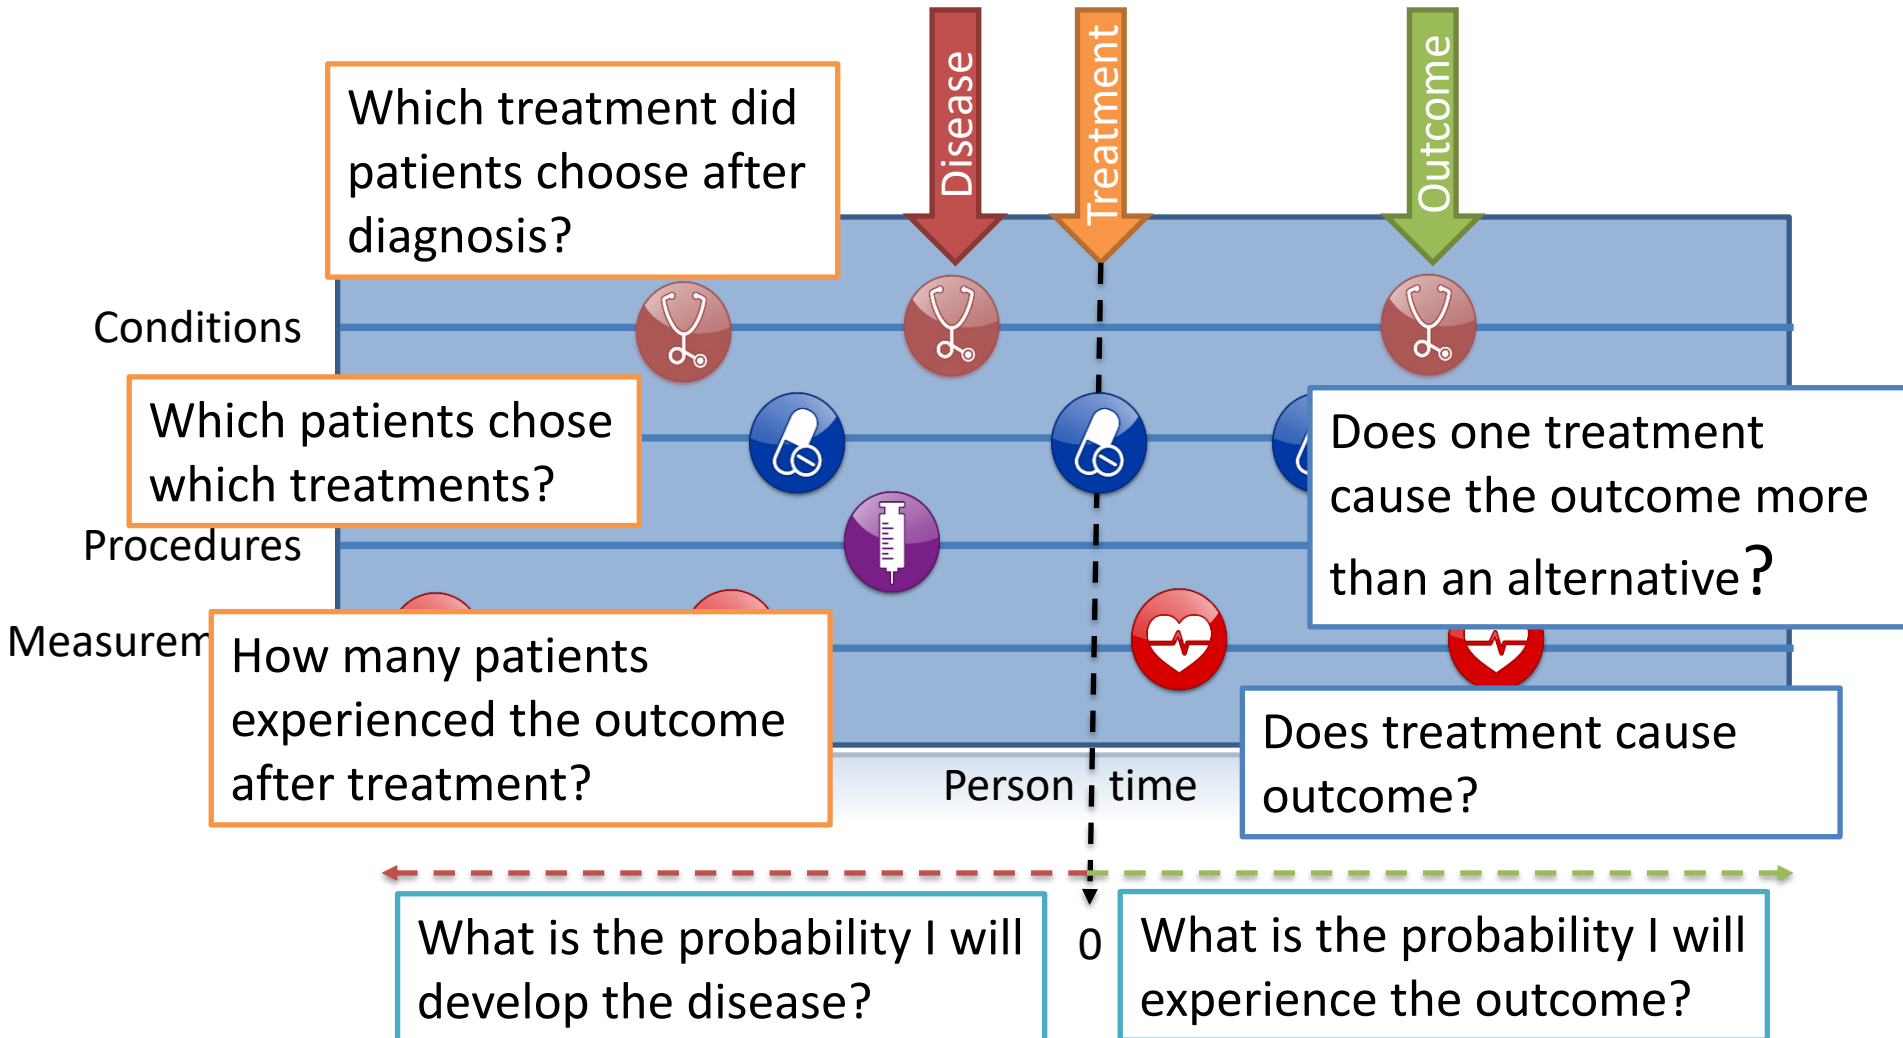 Disease
Treatment
Outcome
Which treatment did
patients choose after
diagnosis?
Conditions
Which patients chose
which treatments?
Does one treatment
cause the outcome more
than an alternative?
Procedures
Measurem
How many patients
experienced the outcome
after treatment?
Does treatment cause
outcome?
Person time
0
What is the probability I will
develop the disease?
What is the probability I will
experience the outcome?